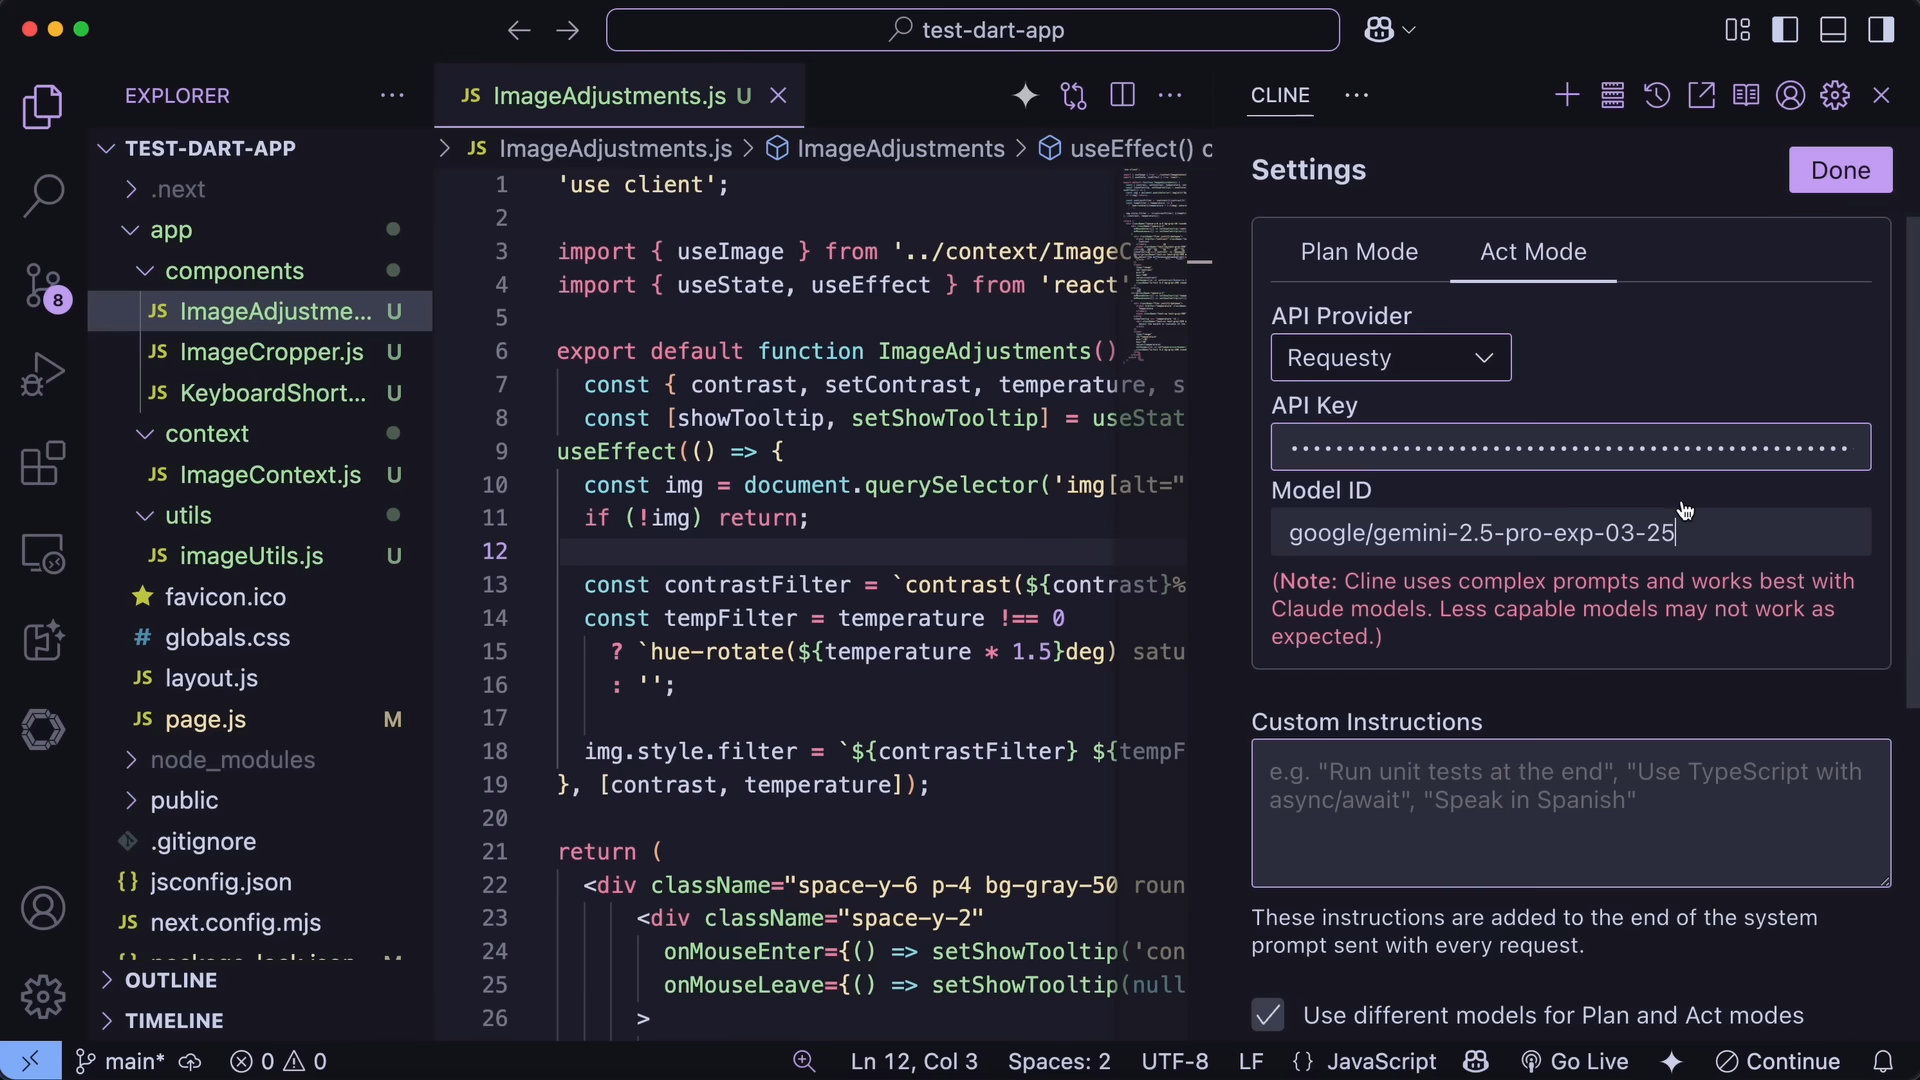 test-dart-app
EXPLORER
TEST-DART-APP
.next
app
components
JS ImageAdjustme... U
JS ImageCropper.js U
JS KeyboardShort... U
context
JS ImageContext.js U
utils
JS imageUtils.js U
favicon.ico
# globals.css
JS layout.js
JS page.js M
node_modules
public
.gitignore
{} jsconfig.json
JS next.config.mjs
OUTLINE
TIMELINE
8
JS ImageAdjustments.js U
JS ImageAdjustments.js > ImageAdjustments > useEffect() c
1 'use client';
2
3 import { useImage } from '../context/ImageC
4 import { useState, useEffect } from 'react'
5
6 export default function ImageAdjustments() {
7 const { contrast, setContrast, temperature, s
8 const [showTooltip, setShowTooltip] = useStat
9 useEffect(() => {
10 const img = document.querySelector('img[alt="
11 if (!img) return;
12
13 const contrastFilter = `contrast(${contrast}%
14 const tempFilter = temperature !== 0
15 ? `hue-rotate(${temperature * 1.5}deg) satu
16 : '';
17
18 img.style.filter = `${contrastFilter} ${tempF
19 }, [contrast, temperature]);
20
21 return (
22 <div className="space-y-6 p-4 bg-gray-50 roun
23 <div className="space-y-2"
24 onMouseEnter={() => setShowTooltip('con
25 onMouseLeave={() => setShowTooltip(null
26 >
CLINE
Settings
Done
Plan Mode
Act Mode
API Provider
Requesty
API Key
Model ID
google/gemini-2.5-pro-exp-03-25
(Note: Cline uses complex prompts and works best with
Claude models. Less capable models may not work as
expected.)
Custom Instructions
e.g. "Run unit tests at the end", "Use TypeScript with
async/await", "Speak in Spanish"
These instructions are added to the end of the system
prompt sent with every request.
Use different models for Plan and Act modes
main* 0 0 Ln 12, Col 3 Spaces: 2 UTF-8 LF {} JavaScript Go Live Continue